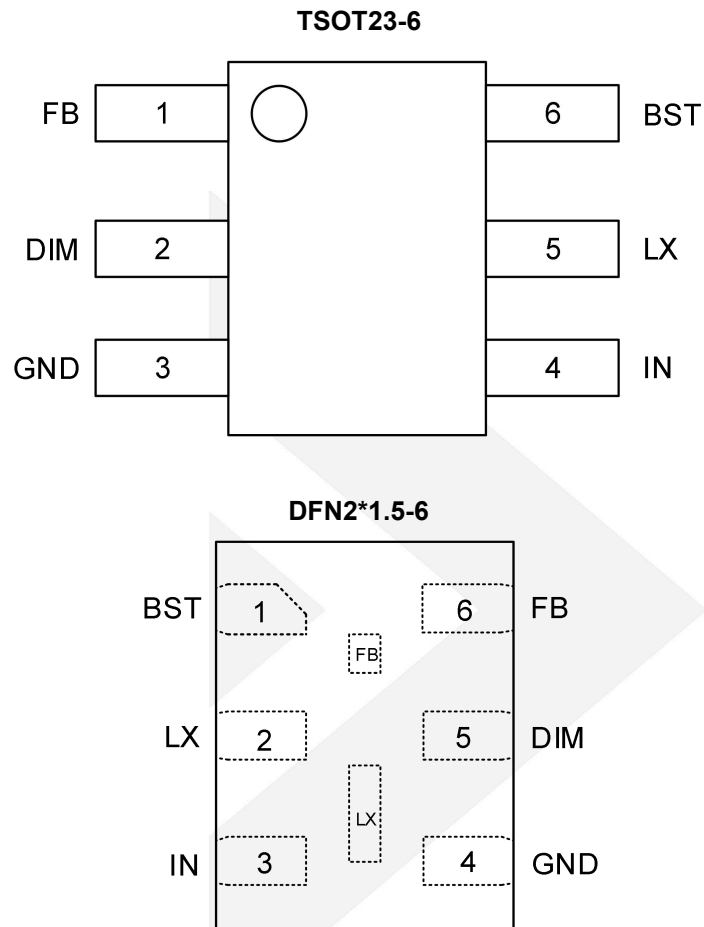 TSOT23-6
FB 1 6 BST
DIM 2 5 LX
GND 3 4 IN
DFN2*1.5-6
BST 1 6 FB
FB
LX 2 5 DIM
LX
IN 3 4 GND